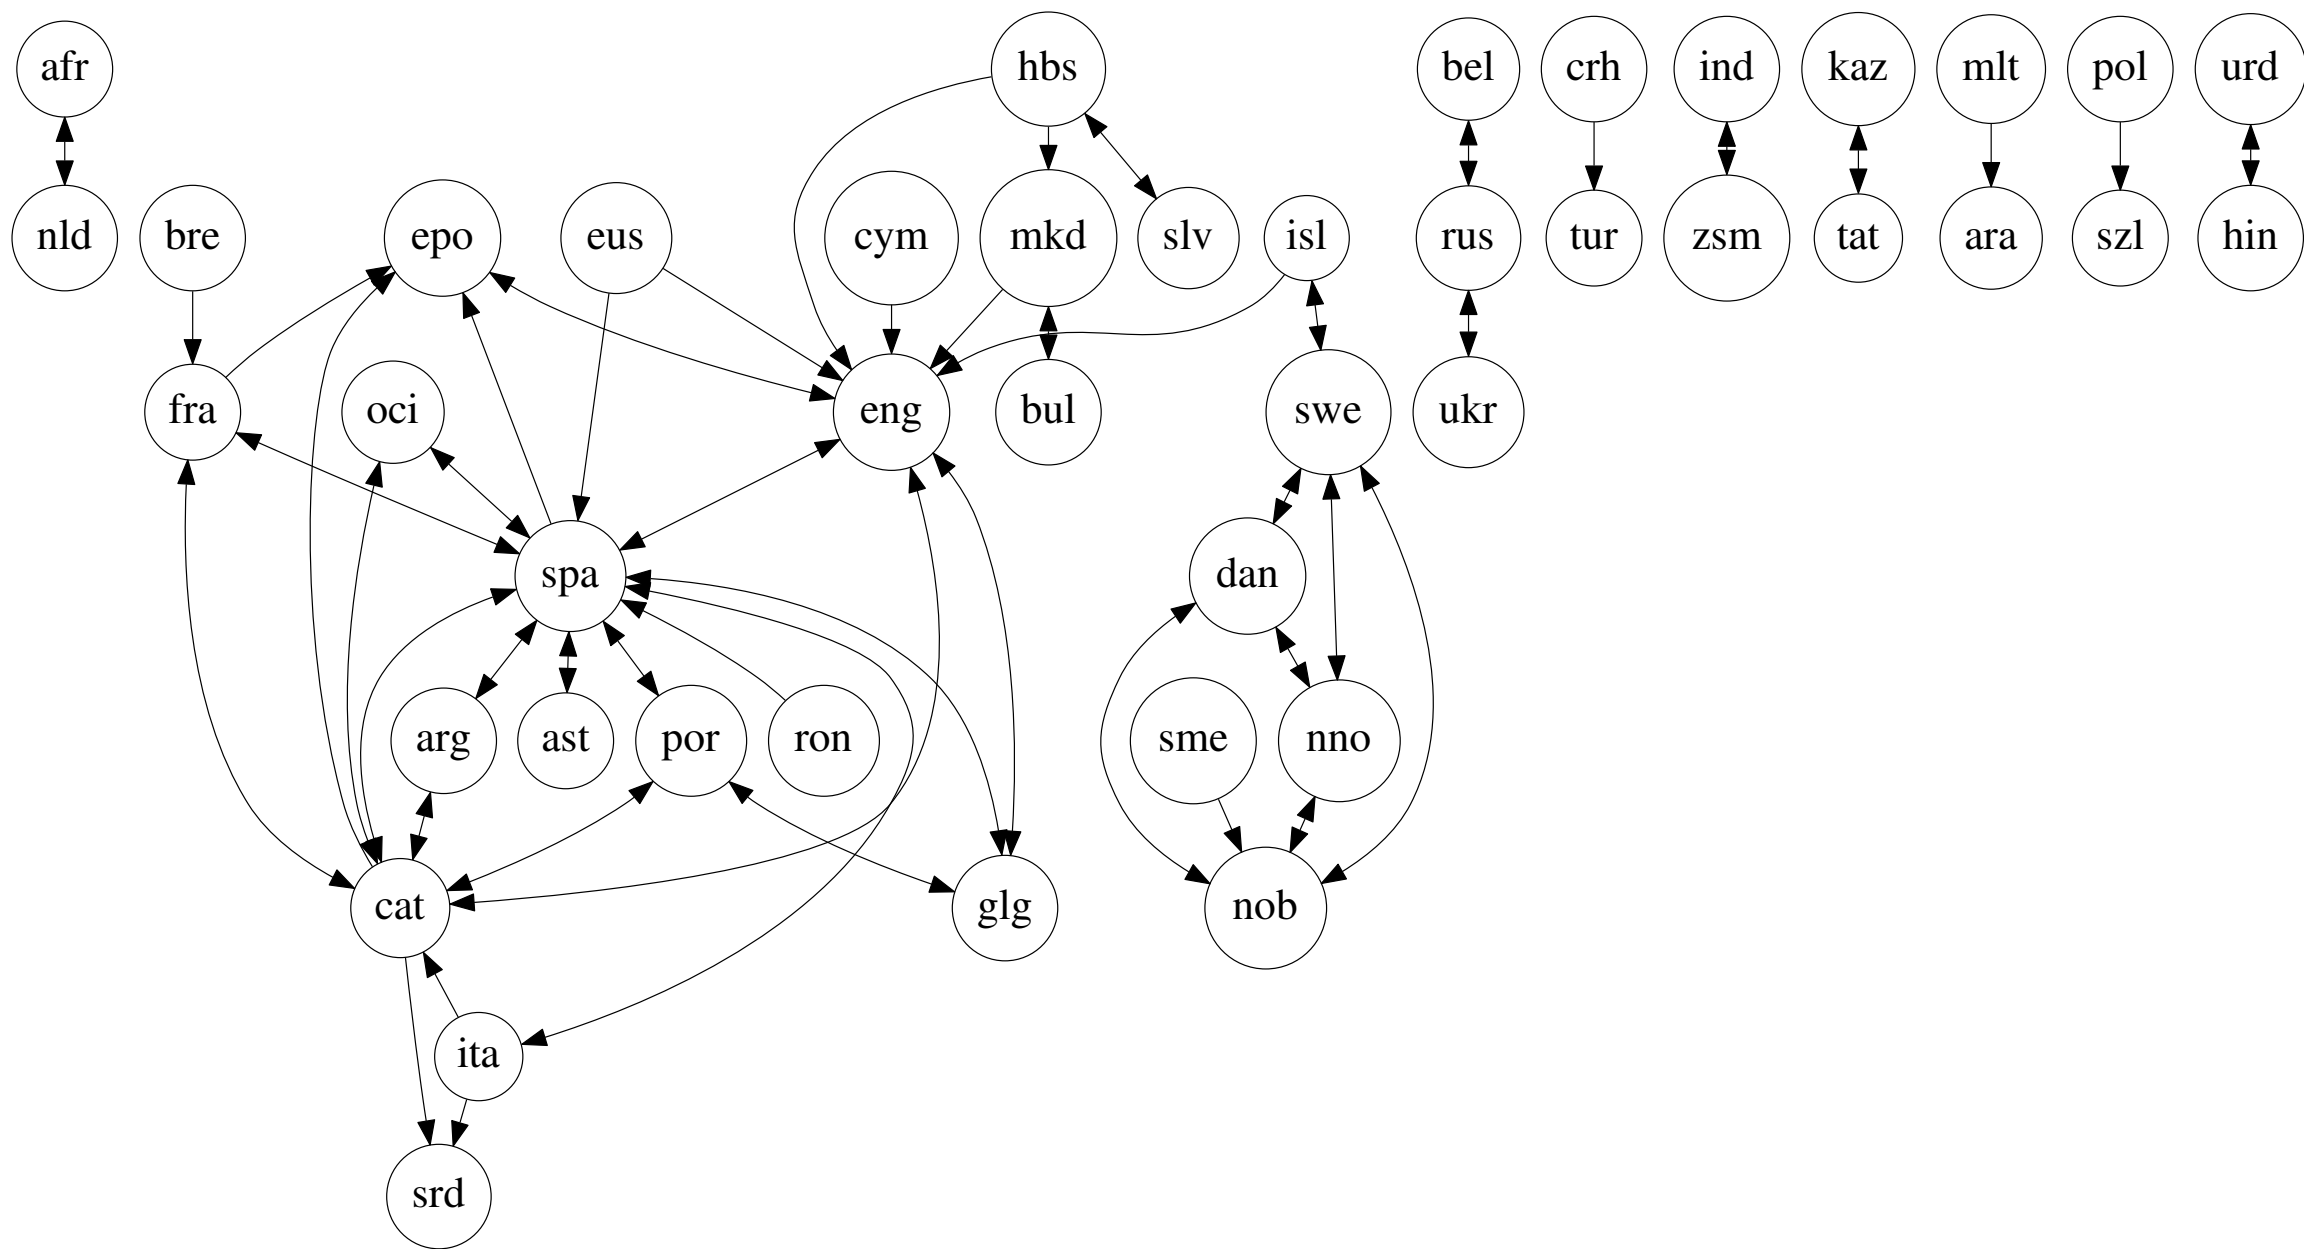 afr
hbs
bel
crh
ind
kaz
mlt
pol
urd
nld
bre
epo
eus
cym
mkd
slv
isl
rus
tur
zsm
tat
ara
szl
hin
fra
oci
eng
bul
swe
ukr
spa
dan
arg
ast
por
ron
sme
nno
cat
glg
nob
ita
srd